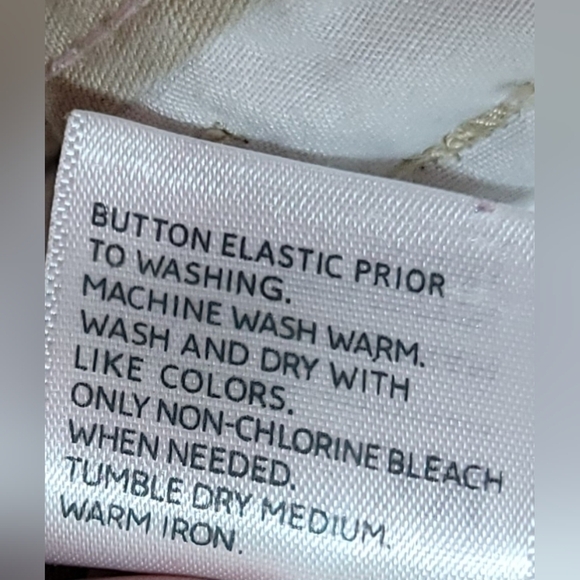 BUTTON ELASTIC PRIOR
TO WASHING.
MACHINE WASH WARM.
WASH AND DRY WITH
LIKE COLORS.
ONLY NON-CHLORINE BLEACH
WHEN NEEDED.
TUMBLE DRY MEDIUM.
WARM IRON.